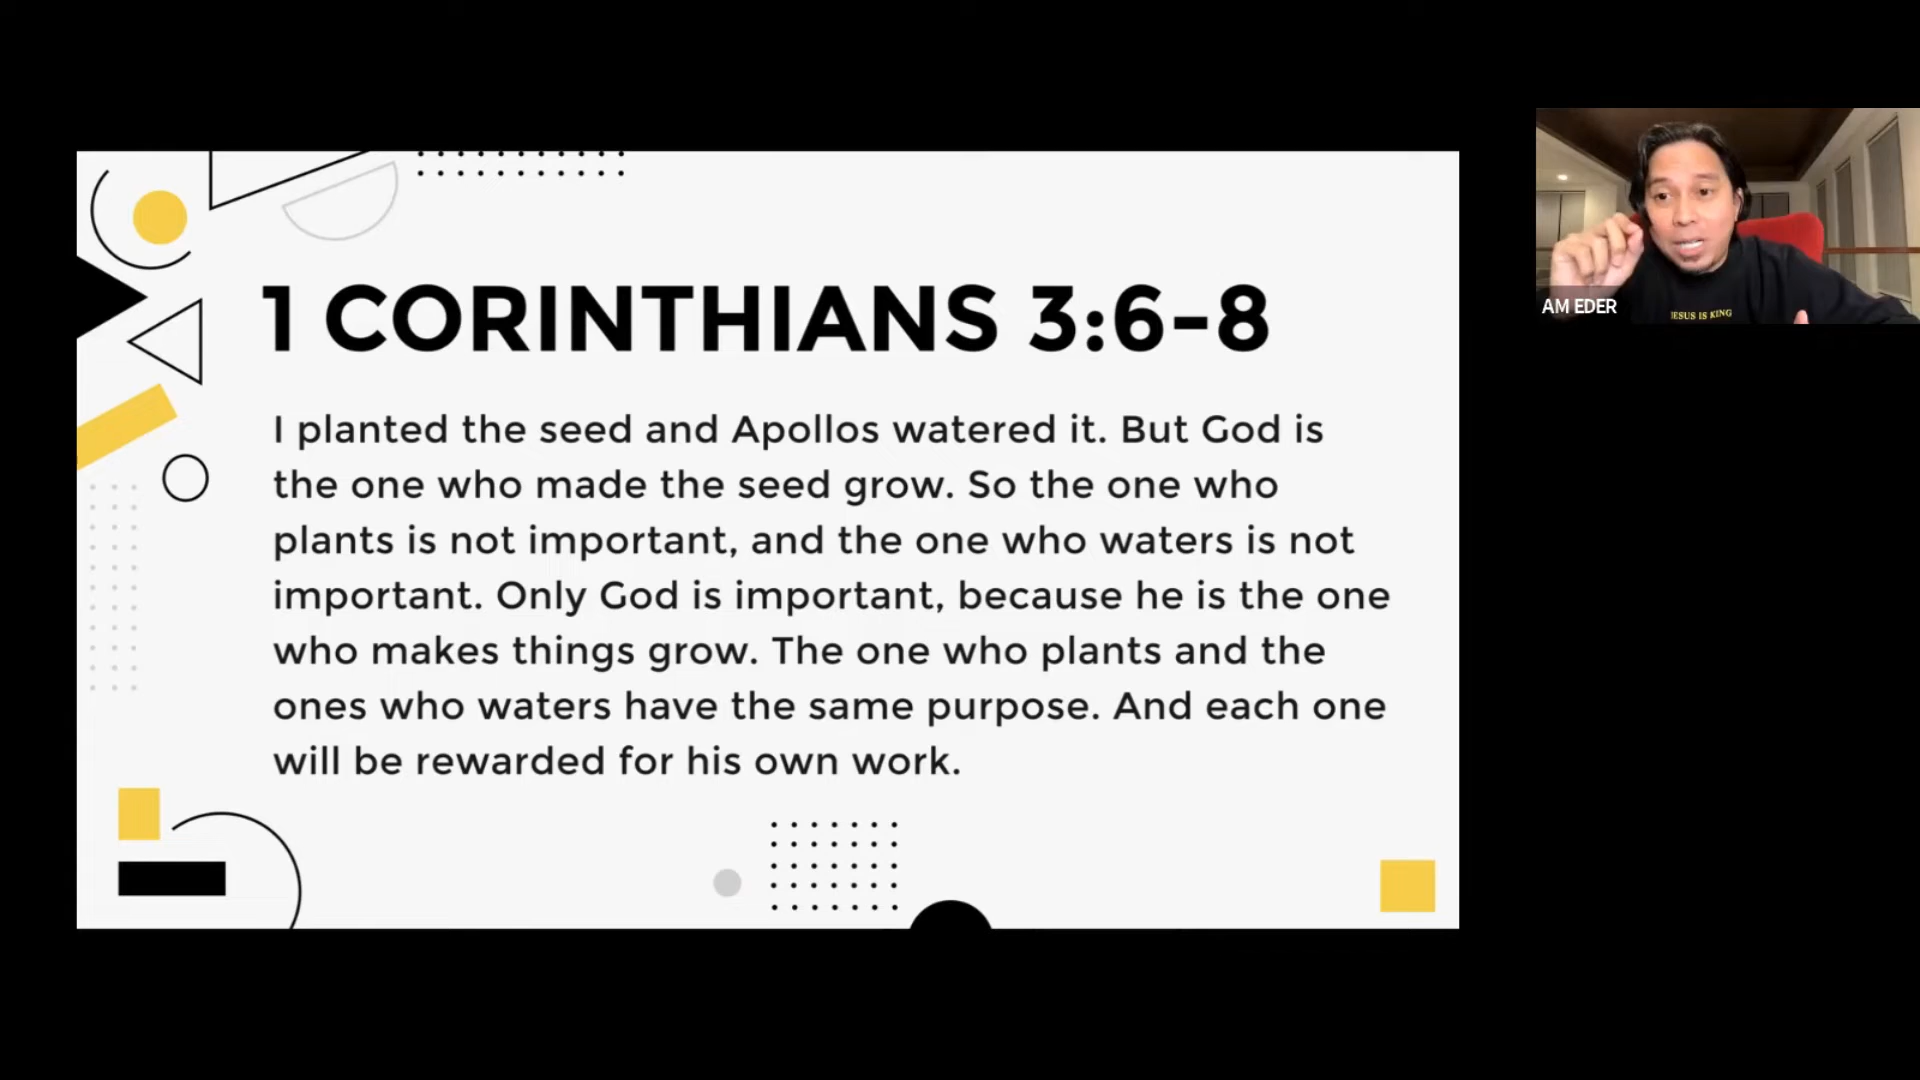 1 CORINTHIANS 3:6-8
I planted the seed and Apollos watered it. But God is
the one who made the seed grow. So the one who
plants is not important, and the one who waters is not
important. Only God is important, because he is the one
who makes things grow. The one who plants and the
ones who waters have the same purpose. And each one
will be rewarded for his own work.
AM EDER
JESUS IS KING